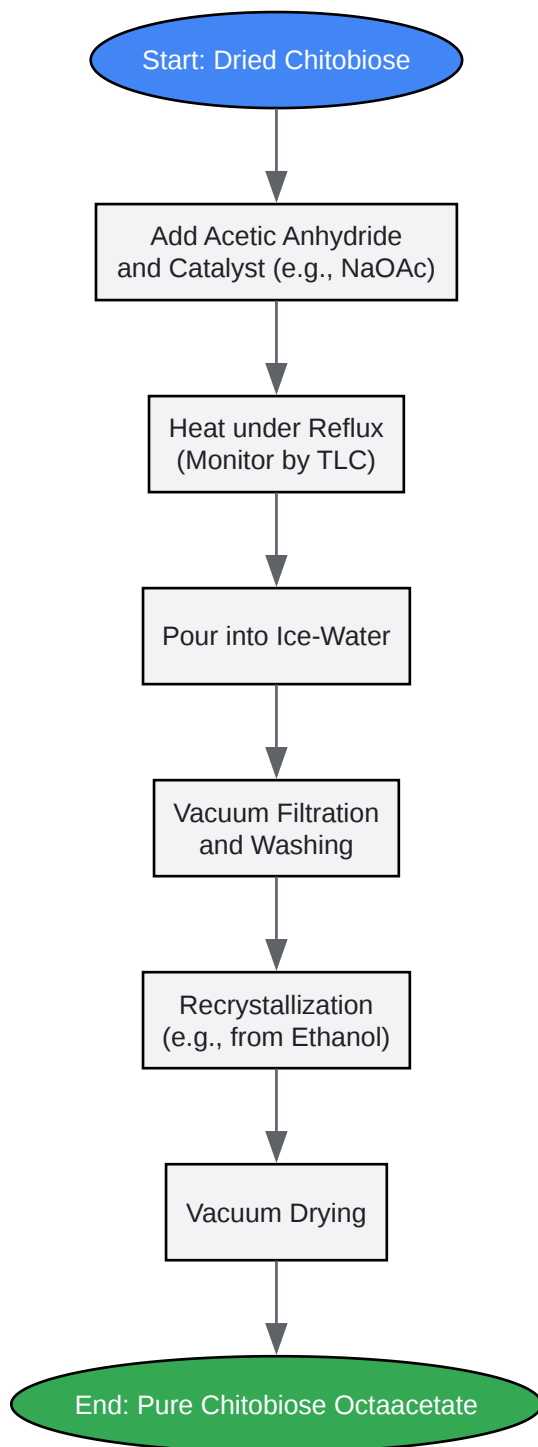 Start: Dried Chitobiose
Add Acetic Anhydride
and Catalyst (e.g., NaOAc)
Heat under Reflux
(Monitor by TLC)
Pour into Ice-Water
Vacuum Filtration
and Washing
Recrystallization
(e.g., from Ethanol)
Vacuum Drying
End: Pure Chitobiose Octaacetate